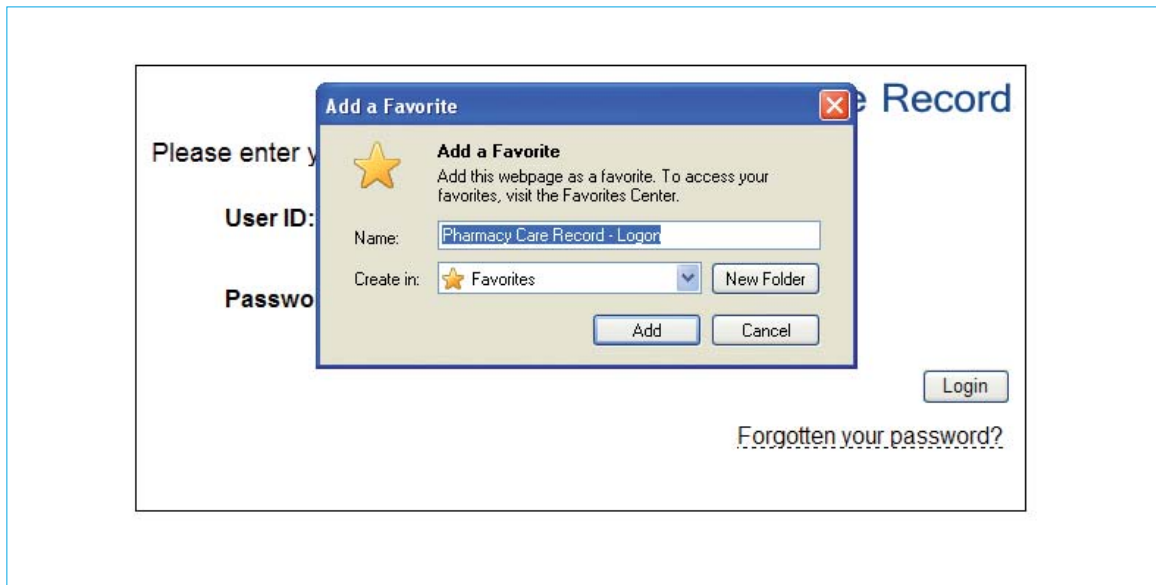 Add a Favorite
e Record
Please enter y
Add a Favorite
Add this webpage as a favorite. To access your
favorites, visit the Favorites Center.
User ID:
Name: Pharmacy Care Record - Logon
Create in: Favorites New Folder
Passwo
Add Cancel
Login
Forgotten your password?